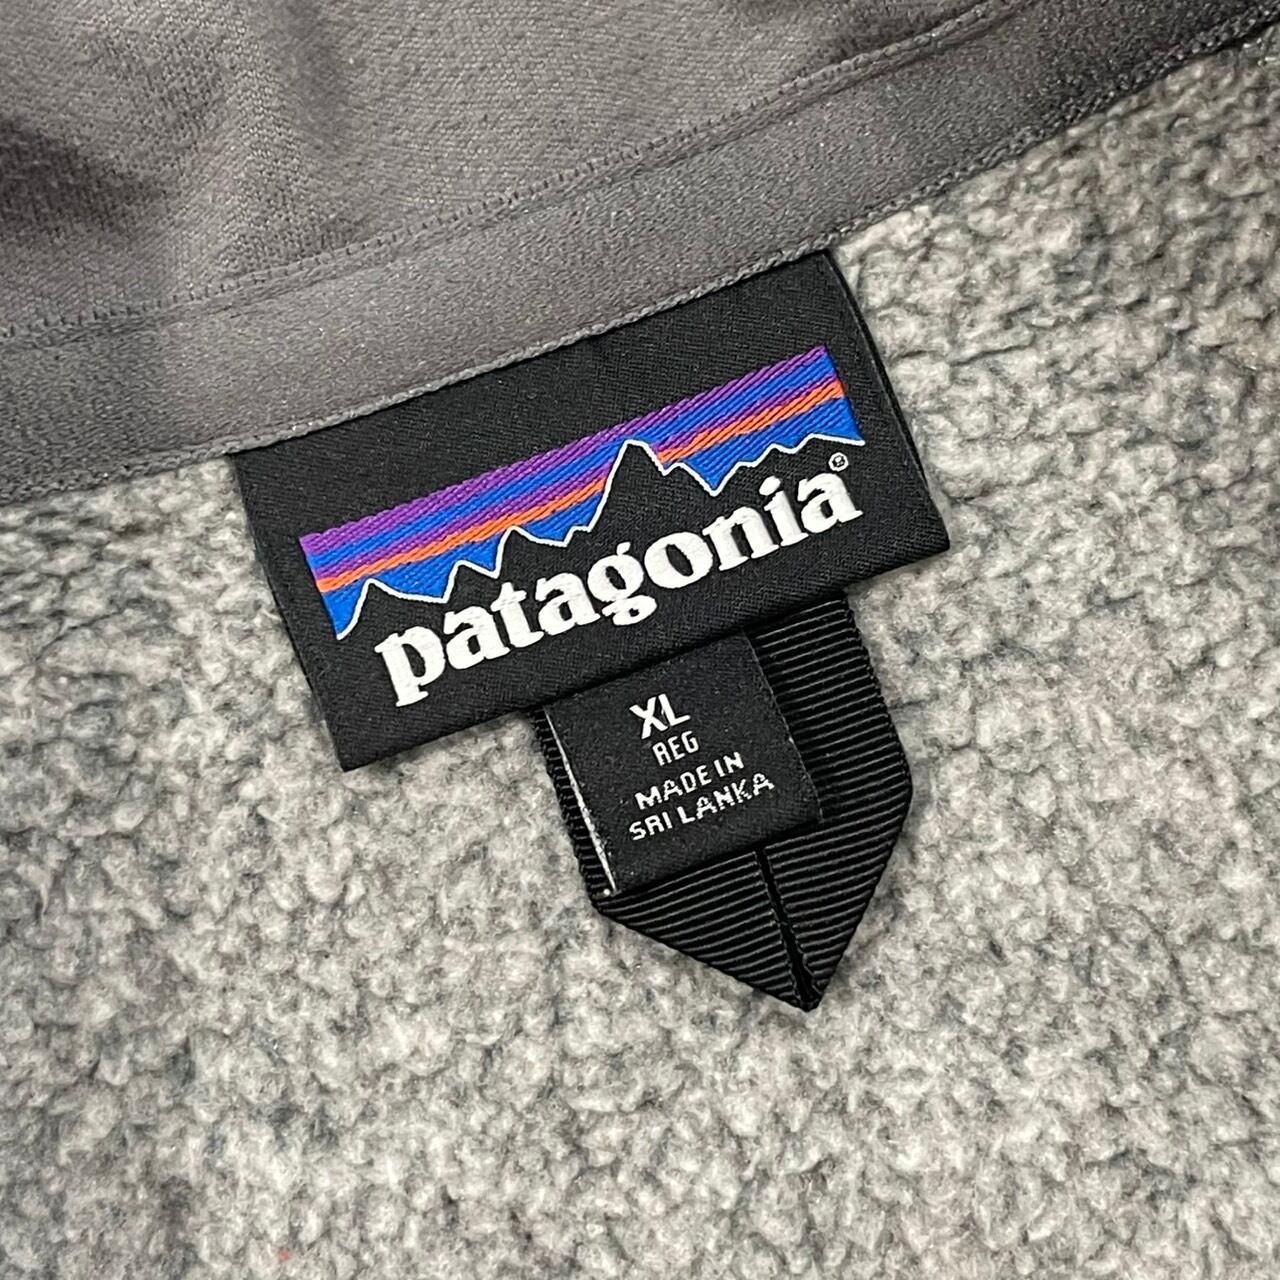 patagonia®
XL
REG
MADE IN
SRI LANKA